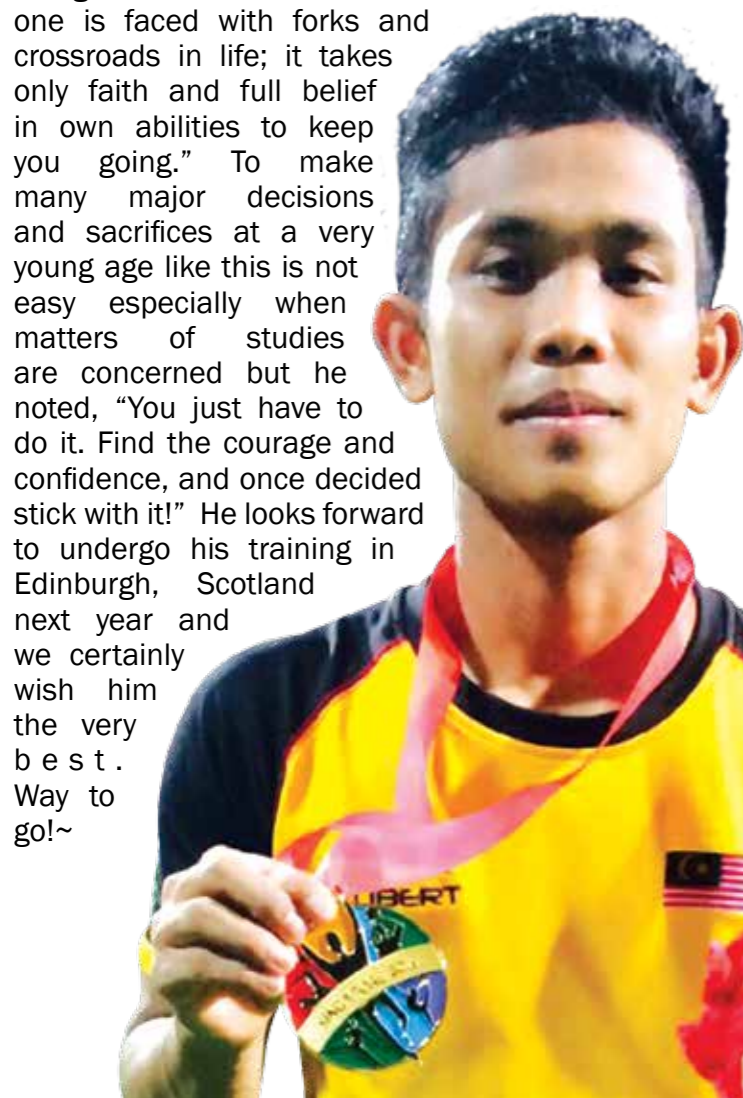 one is faced with forks and
crossroads in life; it takes
only faith and full belief
in own abilities to keep
you going.” To make
many major decisions
and sacrifices at a very
young age like this is not
easy especially when
matters of studies
are concerned but he
noted, “You just have to
do it. Find the courage and
confidence, and once decided
stick with it!” He looks forward
to undergo his training in
Edinburgh, Scotland
next year and
we certainly
wish him
the very
best.
Way to
go!~